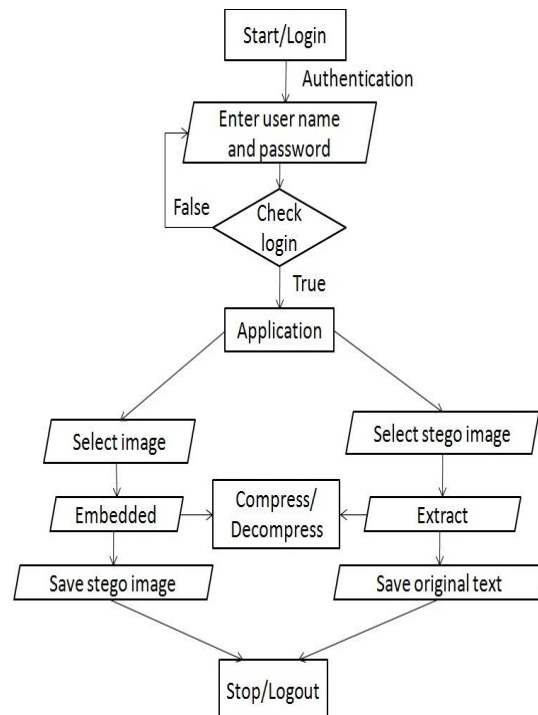 Start/Login
Authentication
Enter user name
and password
False
Check
login
True
Application
Select image
Select stego image
Embedded
Compress/
Decompress
Extract
Save stego image
Save original text
Stop/Logout